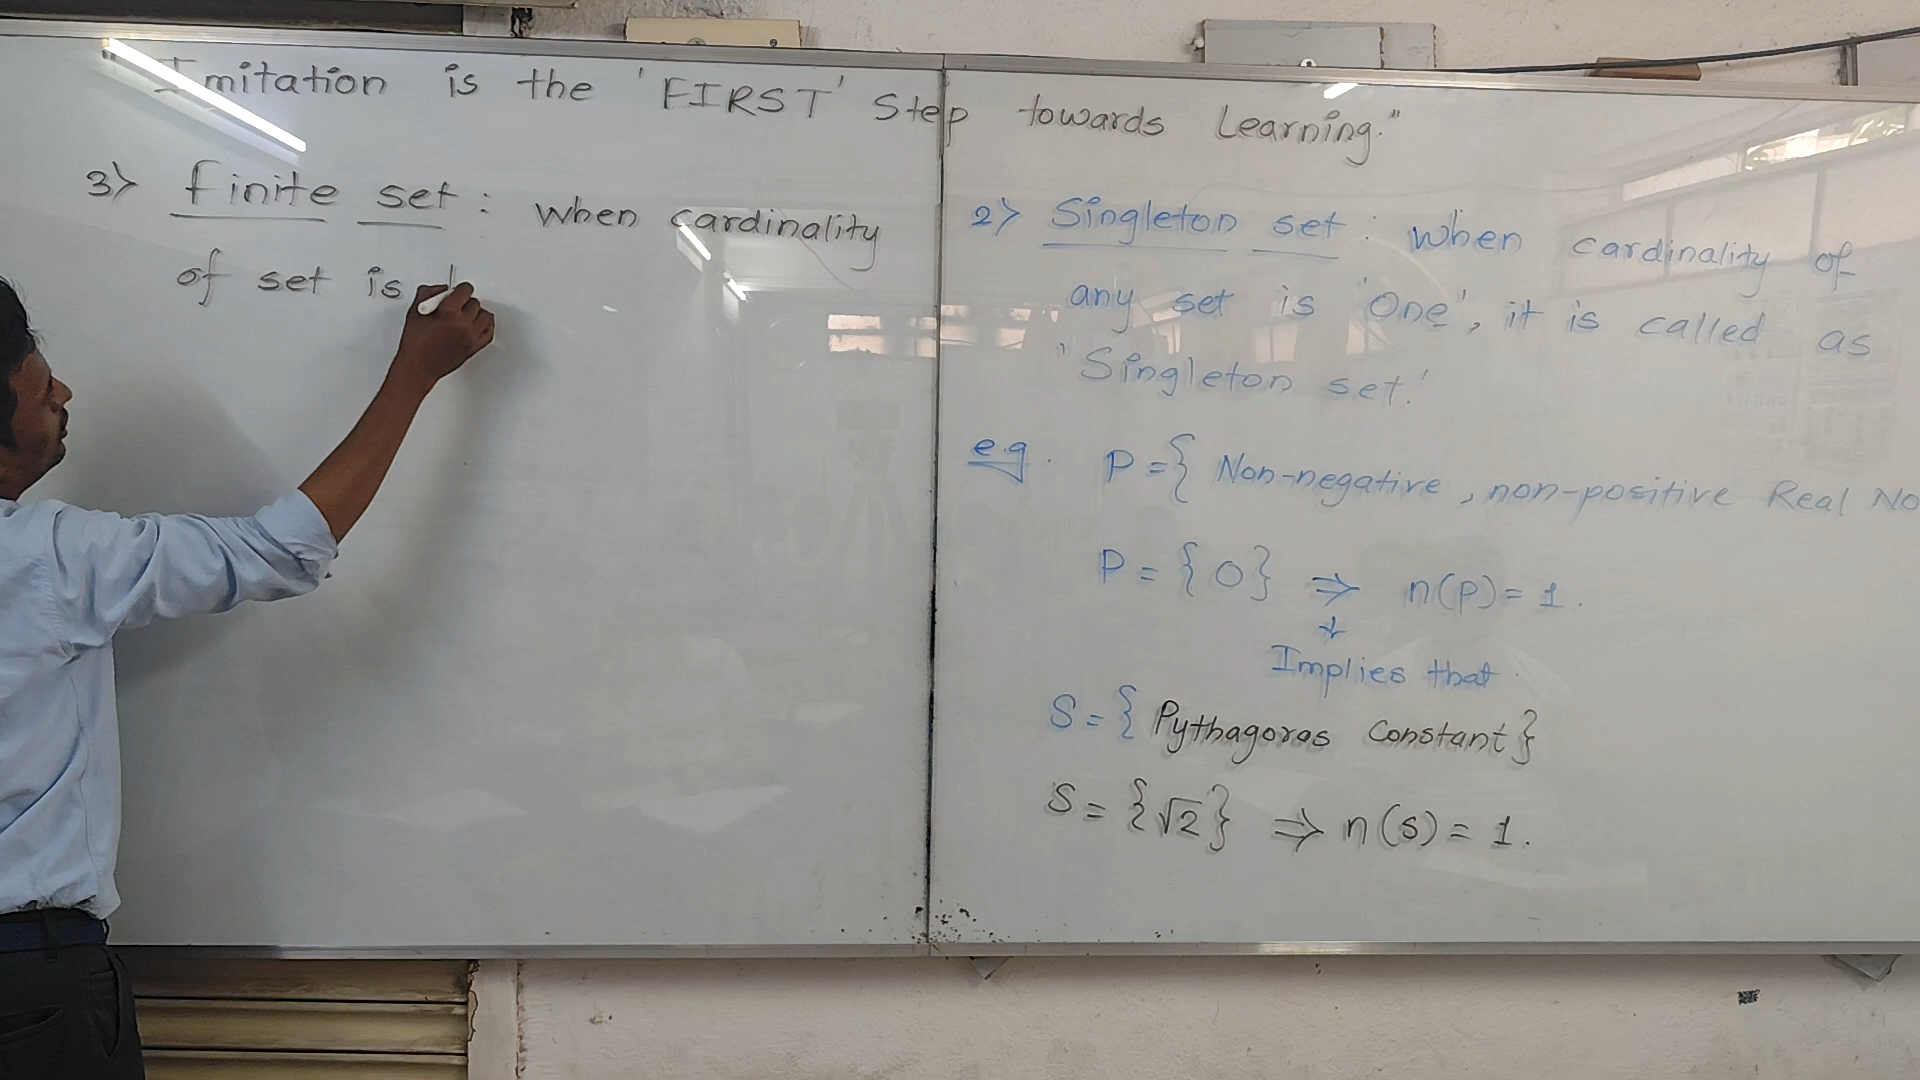 "Imitation is the 'FIRST' Step towards Learning."
3> finite set : when cardinality
of set is
2> Singleton set : when cardinality of
any set is 'One', it is called as
'Singleton set.'
e.g. P = { Non-negative, non-positive Real No
P = { 0 } ⇒ n(P) = 1.
↓
Implies that
S = { Pythagoras Constant }
S = { √2 } ⇒ n(S) = 1.